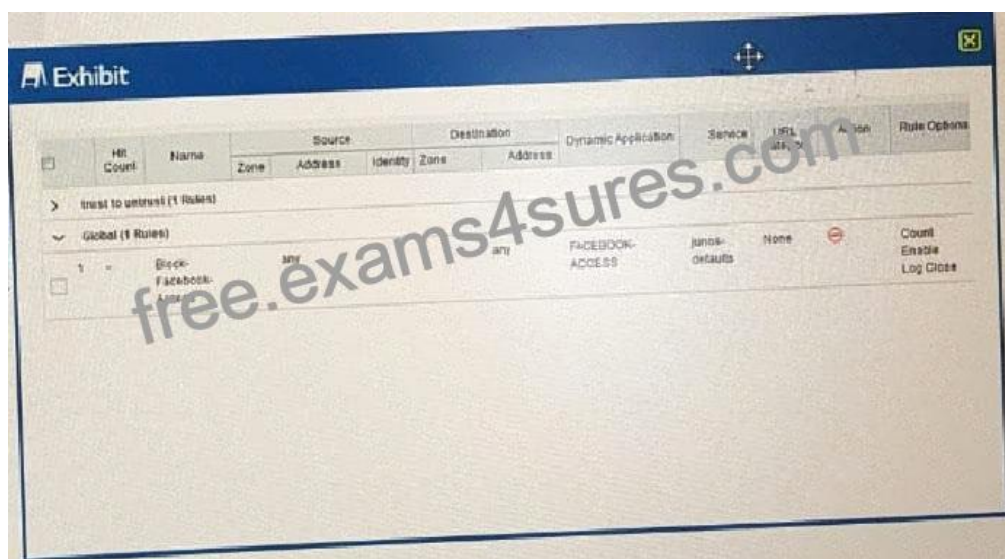 Exhibit
Hit Count
Name
Source
Destination
Dynamic Application
Service
URL
Action
Rule Options
Zone
Address
Identity
Zone
Address
trust to untrust (1 Rules)
Global (1 Rules)
1
Block-
Facebook-
any
any
FACEBOOK-
ACCESS
junos-
defaults
None
Count
Enable
Log Close
free.exams4sures.com